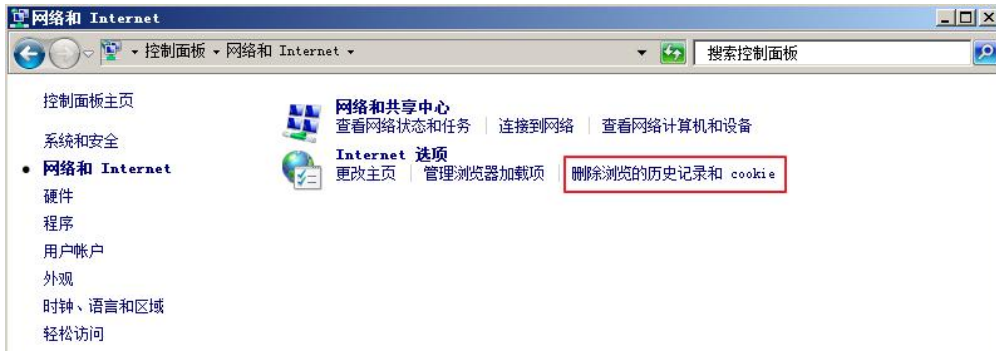 网络和 Internet
控制面板 网络和 Internet 搜索控制面板
控制面板主页
系统和安全
网络和 Internet
硬件
程序
用户帐户
外观
时钟、语言和区域
轻松访问
网络和共享中心
查看网络状态和任务 连接到网络 查看网络计算机和设备
Internet 选项
更改主页 管理浏览器加载项 删除浏览的历史记录和 cookie